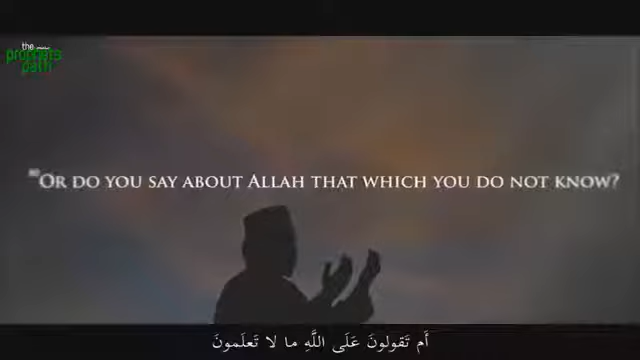 the
prophets
path
Or do you say about Allah that which you do not know?
أَم تَقولونَ عَلَى اللَّهِ ما لا تَعلَمونَ